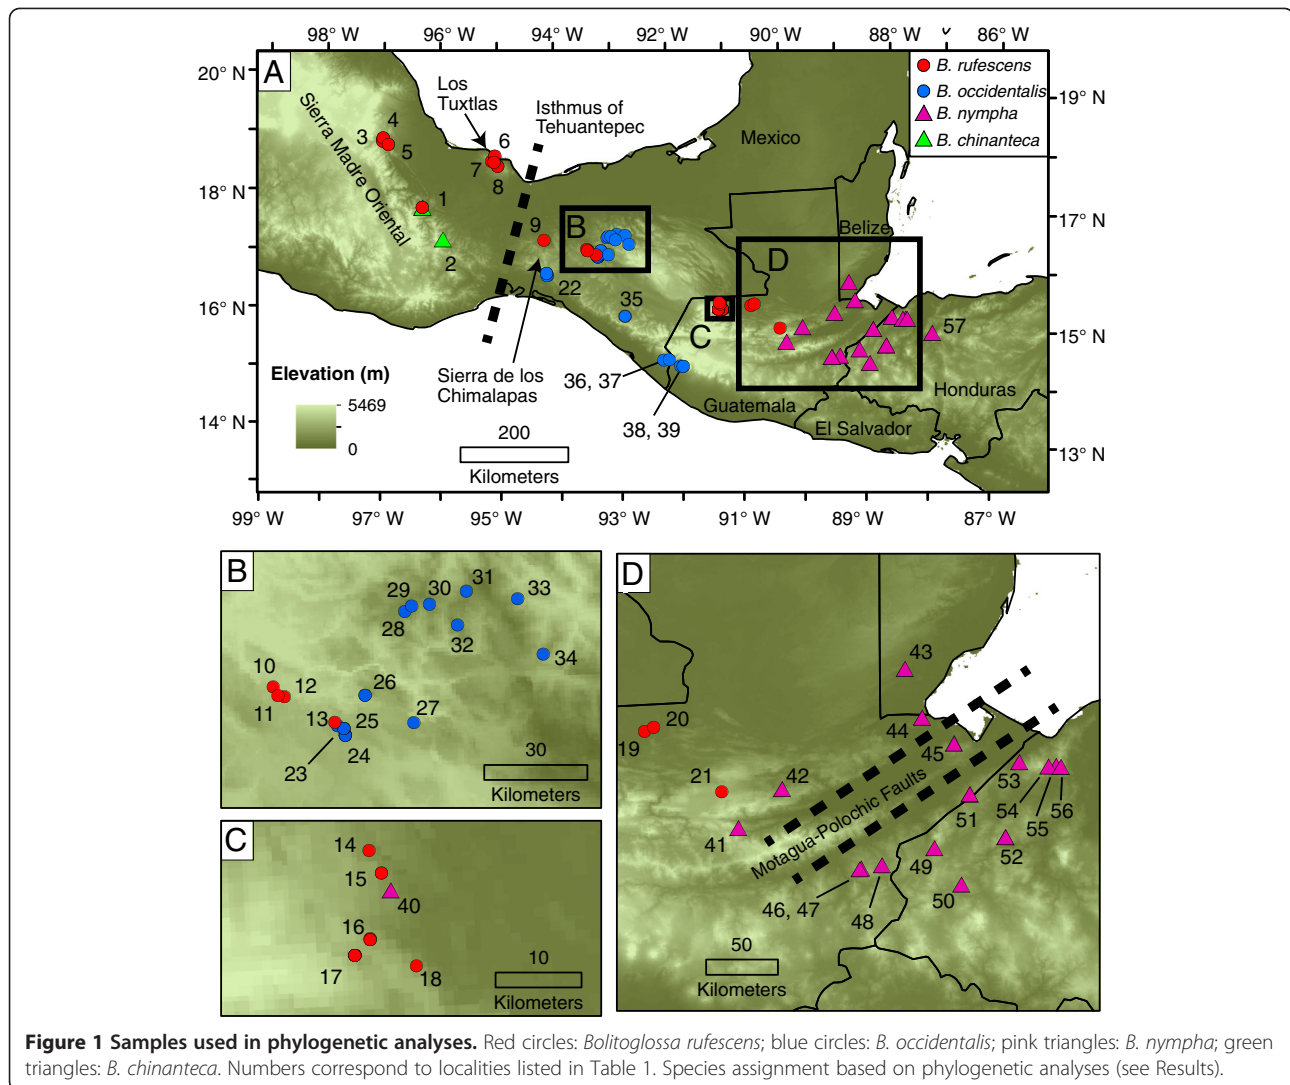 98° W 96° W 94° W 92° W 90° W 88° W 86° W
A
20° N
18° N
16° N
14° N
19° N
17° N
15° N
13° N
B. rufescens
B. occidentalis
B. nympha
B. chinanteca
Los
Tuxtlas
Isthmus of
Tehuantepec
Mexico
Sierra Madre Oriental
3
4
5
6
7
8
1
2
9
B
22
35
Belize
D
C
57
36, 37
38, 39
Sierra de los
Chimalapas
Guatemala
Honduras
El Salvador
Elevation (m)
5469
0
200
Kilometers
99° W 97° W 95° W 93° W 91° W 89° W 87° W
B
29
30
31
33
28
32
34
10
12
11
26
27
13
25
23
24
30
Kilometers
C
14
15
40
16
17
18
10
Kilometers
D
43
20
19
44
45
21
42
41
53
54
55
56
51
52
Motagua-Polochic Faults
49
50
46, 47
48
50
Kilometers
Figure 1 Samples used in phylogenetic analyses. Red circles: Bolitoglossa rufescens; blue circles: B. occidentalis; pink triangles: B. nympha; green
triangles: B. chinanteca. Numbers correspond to localities listed in Table 1. Species assignment based on phylogenetic analyses (see Results).